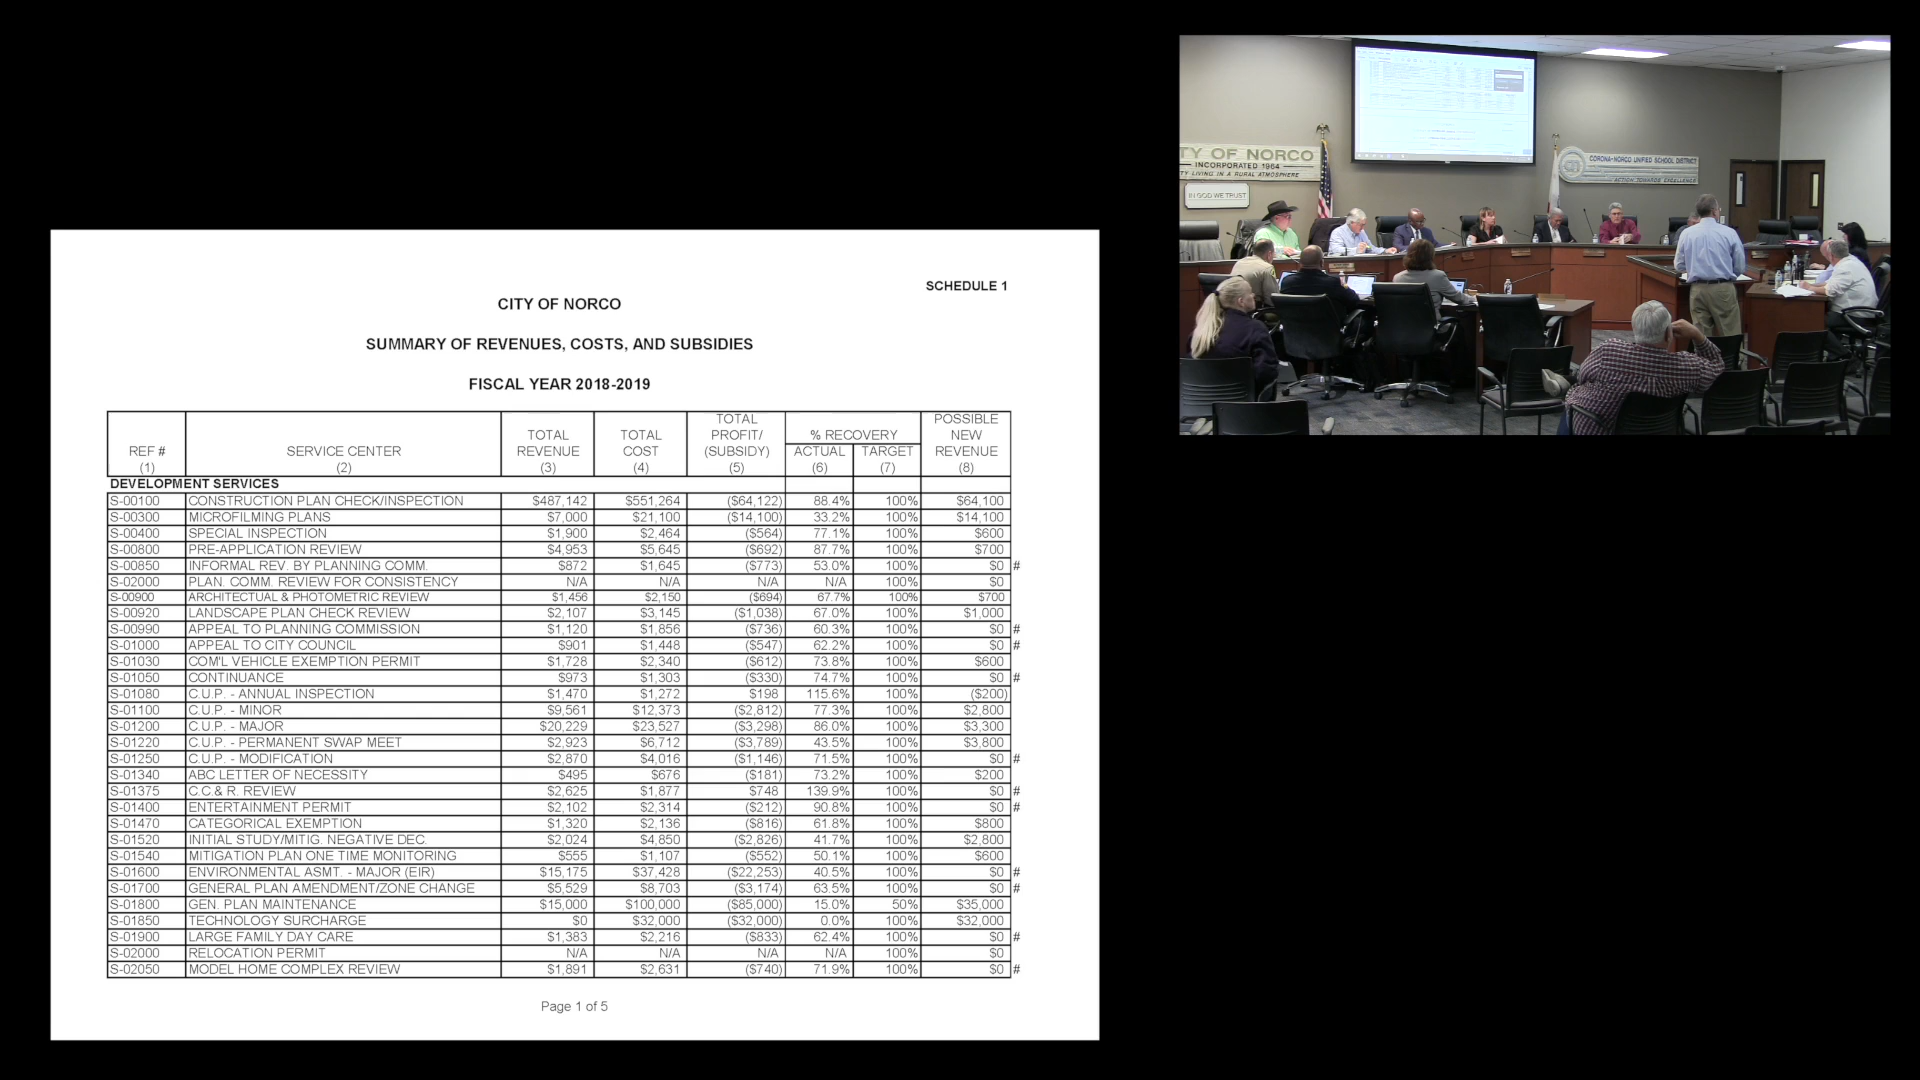 SCHEDULE 1
CITY OF NORCO
SUMMARY OF REVENUES, COSTS, AND SUBSIDIES
FISCAL YEAR 2018-2019
REF # (1) SERVICE CENTER (2) TOTAL REVENUE (3) TOTAL COST (4) TOTAL PROFIT/ (SUBSIDY) (5) % RECOVERY ACTUAL (6) TARGET (7) POSSIBLE NEW REVENUE (8)
DEVELOPMENT SERVICES
S-00100 CONSTRUCTION PLAN CHECK/INSPECTION $487,142 $551,264 ($64,122) 88.4% 100% $64,100
S-00300 MICROFILMING PLANS $7,000 $21,100 ($14,100) 33.2% 100% $14,100
S-00400 SPECIAL INSPECTION $1,900 $2,464 ($564) 77.1% 100% $600
S-00800 PRE-APPLICATION REVIEW $4,953 $5,645 ($692) 87.7% 100% $700
S-00850 INFORMAL REV. BY PLANNING COMM. $872 $1,645 ($773) 53.0% 100% $0 #
S-02000 PLAN. COMM. REVIEW FOR CONSISTENCY N/A N/A N/A N/A 100% $0
S-00900 ARCHITECTUAL & PHOTOMETRIC REVIEW $1,456 $2,150 ($694) 67.7% 100% $700
S-00920 LANDSCAPE PLAN CHECK REVIEW $2,107 $3,145 ($1,038) 67.0% 100% $1,000
S-00990 APPEAL TO PLANNING COMMISSION $1,120 $1,856 ($736) 60.3% 100% $0 #
S-01000 APPEAL TO CITY COUNCIL $901 $1,448 ($547) 62.2% 100% $0 #
S-01030 COM'L VEHICLE EXEMPTION PERMIT $1,728 $2,340 ($612) 73.8% 100% $600
S-01050 CONTINUANCE $973 $1,303 ($330) 74.7% 100% $0 #
S-01080 C.U.P. - ANNUAL INSPECTION $1,470 $1,272 $198 115.6% 100% ($200)
S-01100 C.U.P. - MINOR $9,561 $12,373 ($2,812) 77.3% 100% $2,800
S-01200 C.U.P. - MAJOR $20,229 $23,527 ($3,298) 86.0% 100% $3,300
S-01220 C.U.P. - PERMANENT SWAP MEET $2,923 $6,712 ($3,789) 43.5% 100% $3,800
S-01250 C.U.P. - MODIFICATION $2,870 $4,016 ($1,146) 71.5% 100% $0 #
S-01340 ABC LETTER OF NECESSITY $495 $676 ($181) 73.2% 100% $200
S-01375 C.C.& R. REVIEW $2,625 $1,877 $748 139.9% 100% $0 #
S-01400 ENTERTAINMENT PERMIT $2,102 $2,314 ($212) 90.8% 100% $0 #
S-01470 CATEGORICAL EXEMPTION $1,320 $2,136 ($816) 61.8% 100% $800
S-01520 INITIAL STUDY/MITIG. NEGATIVE DEC. $2,024 $4,850 ($2,826) 41.7% 100% $2,800
S-01540 MITIGATION PLAN ONE TIME MONITORING $555 $1,107 ($552) 50.1% 100% $600
S-01600 ENVIRONMENTAL ASMT. - MAJOR (EIR) $15,175 $37,428 ($22,253) 40.5% 100% $0 #
S-01700 GENERAL PLAN AMENDMENT/ZONE CHANGE $5,529 $8,703 ($3,174) 63.5% 100% $0 #
S-01800 GEN. PLAN MAINTENANCE $15,000 $100,000 ($85,000) 15.0% 50% $35,000
S-01850 TECHNOLOGY SURCHARGE $0 $32,000 ($32,000) 0.0% 100% $32,000
S-01900 LARGE FAMILY DAY CARE $1,383 $2,216 ($833) 62.4% 100% $0 #
S-02000 RELOCATION PERMIT N/A N/A N/A N/A 100% $0
S-02050 MODEL HOME COMPLEX REVIEW $1,891 $2,631 ($740) 71.9% 100% $0 #
Page 1 of 5
TY OF NORCO
INCORPORATED 1964
TY LIVING IN A RURAL ATMOSPHERE
IN GOD WE TRUST
CORONA-NORCO UNIFIED SCHOOL DISTRICT
ACTION TOWARDS EXCELLENCE